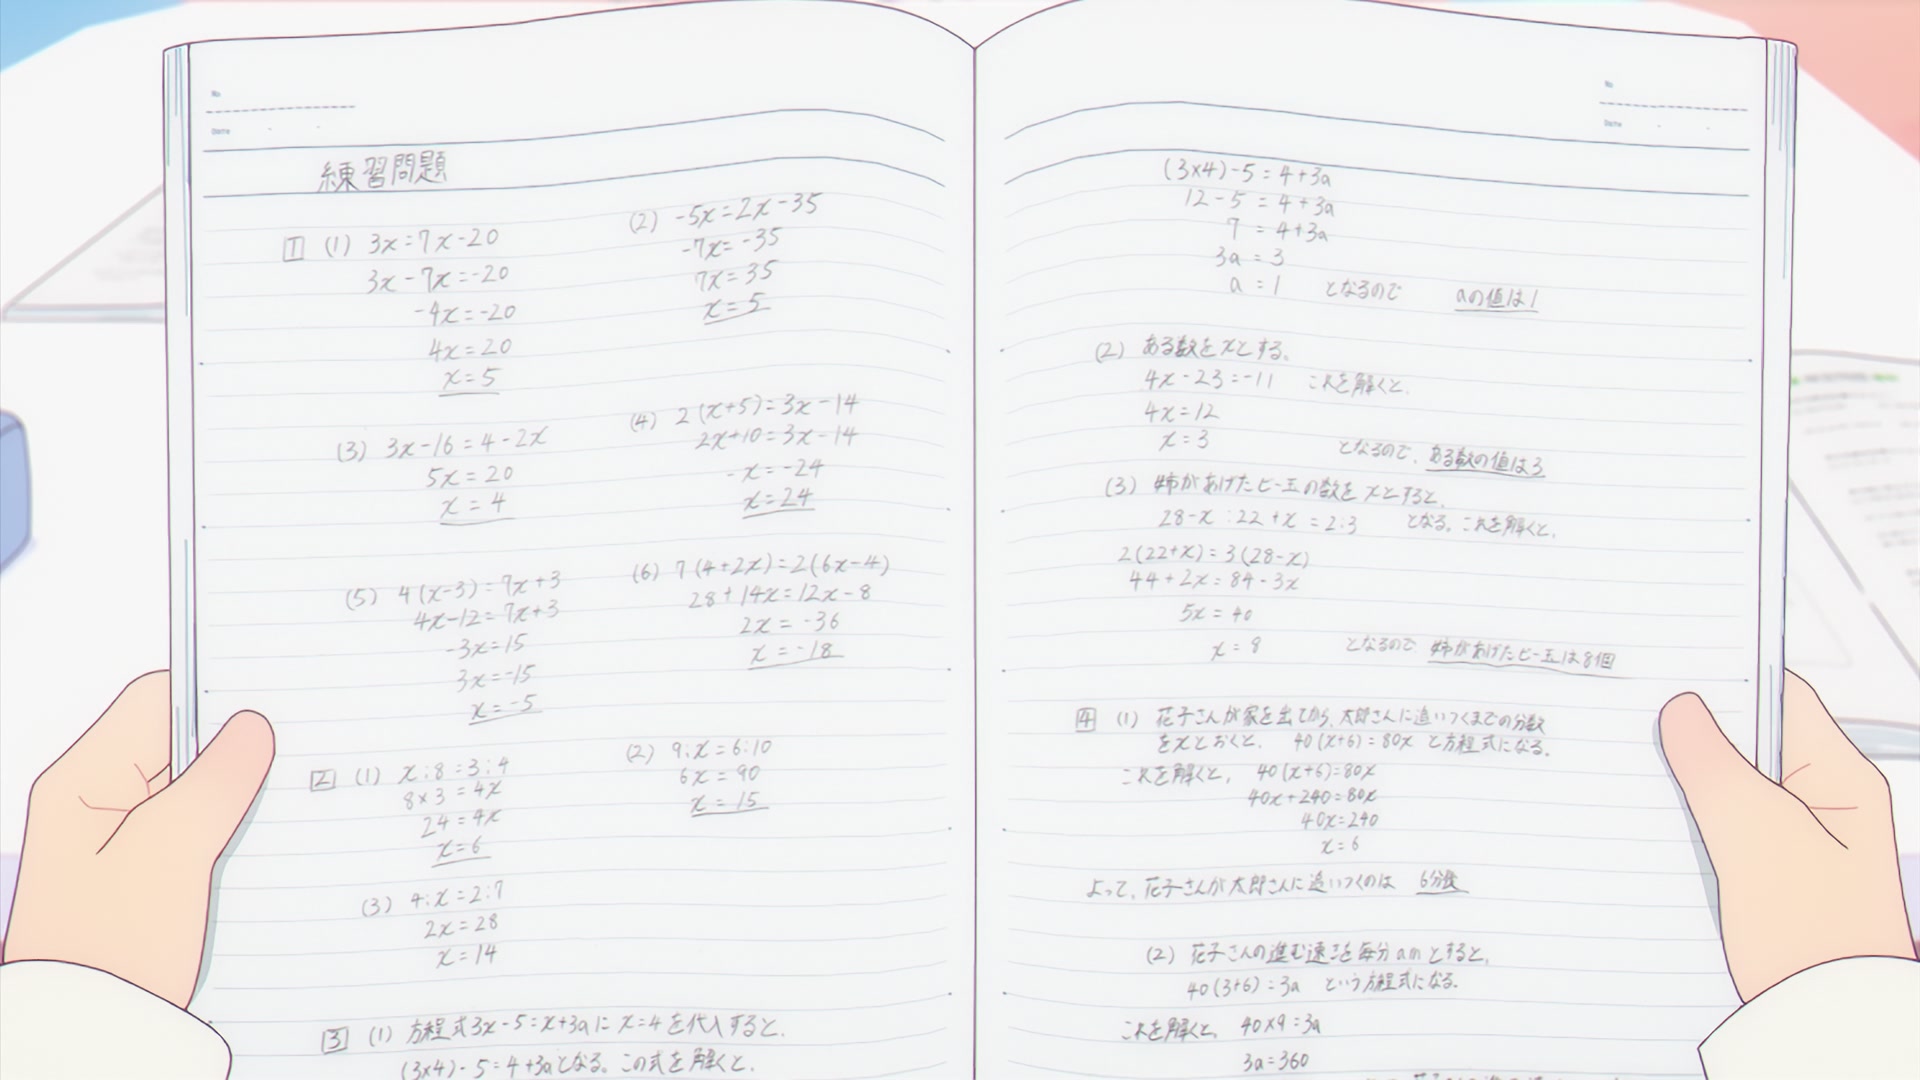 No
Date
練習問題
1 (1) 3x=7x-20
3x-7x=-20
-4x=-20
4x=20
x=5
(2) -5x=2x-35
-7x=-35
7x=35
x=5
(3) 3x-16=4-2x
5x=20
x=4
(4) 2(x+5)=3x-14
2x+10=3x-14
-x=-24
x=24
(5) 4(x-3)=7x+3
4x-12=7x+3
-3x=15
3x=-15
x=-5
(6) 7(4+2x)=2(6x-4)
28+14x=12x-8
2x=-36
x=-18
2 (1) x:8=3:4
8×3=4x
24=4x
x=6
(2) 9:x=6:10
6x=90
x=15
(3) 4:x=2:7
2x=28
x=14
3 (1) 方程式3x-5=x+3aに x=4を代入すると、
(3x4)-5=4+3aとなる。この式を解くと、
No
Date
(3x4)-5=4+3a
12-5=4+3a
7=4+3a
3a=3
a=1 となるので aの値は1
(2) ある数をxとする。
4x-23=-11 これを解くと、
4x=12
x=3 となるので、ある数の値は3
(3) 姉があげたビー玉の数をxとすると、
28-x:22+x=2:3 となる。これを解くと、
2(22+x)=3(28-x)
44+2x=84-3x
5x=40
x=8 となるので 姉があげたビー玉は8個
4 (1) 花子さんが家を出てから、太郎さんに追いつくまでの分数
をxとおくと、 40(x+6)=80x と方程式になる。
これを解くと、 40(x+6)=80x
40x+240=80x
40x=240
x=6
よって、花子さんが太郎さんに追いつくのは 6分後
(2) 花子さんの進む速さを毎分amとすると、
40(3+6)=3a という方程式になる。
これを解くと、 40×9=3a
3a=360